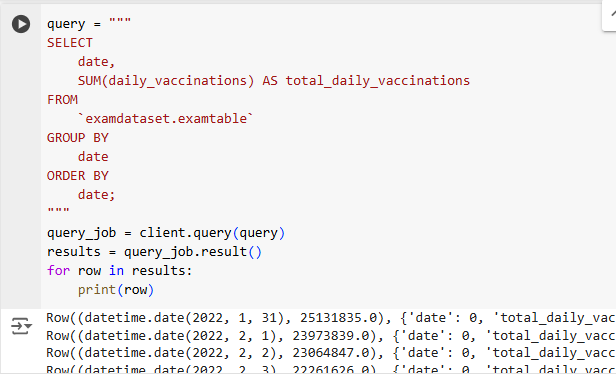 query = """
SELECT
    date,
    SUM(daily_vaccinations) AS total_daily_vaccinations
FROM
    `examdataset.examtable`
GROUP BY
    date
ORDER BY
    date;
"""
query_job = client.query(query)
results = query_job.result()
for row in results:
    print(row)
Row((datetime.date(2022, 1, 31), 25131835.0), {'date': 0, 'total_daily_vacc
Row((datetime.date(2022, 2, 1), 23973839.0), {'date': 0, 'total_daily_vacc
Row((datetime.date(2022, 2, 2), 23064847.0), {'date': 0, 'total_daily_vacc
Row((datetime.date(2022, 2, 3), 22261626.0), {'date': 0, 'total_daily_vacc